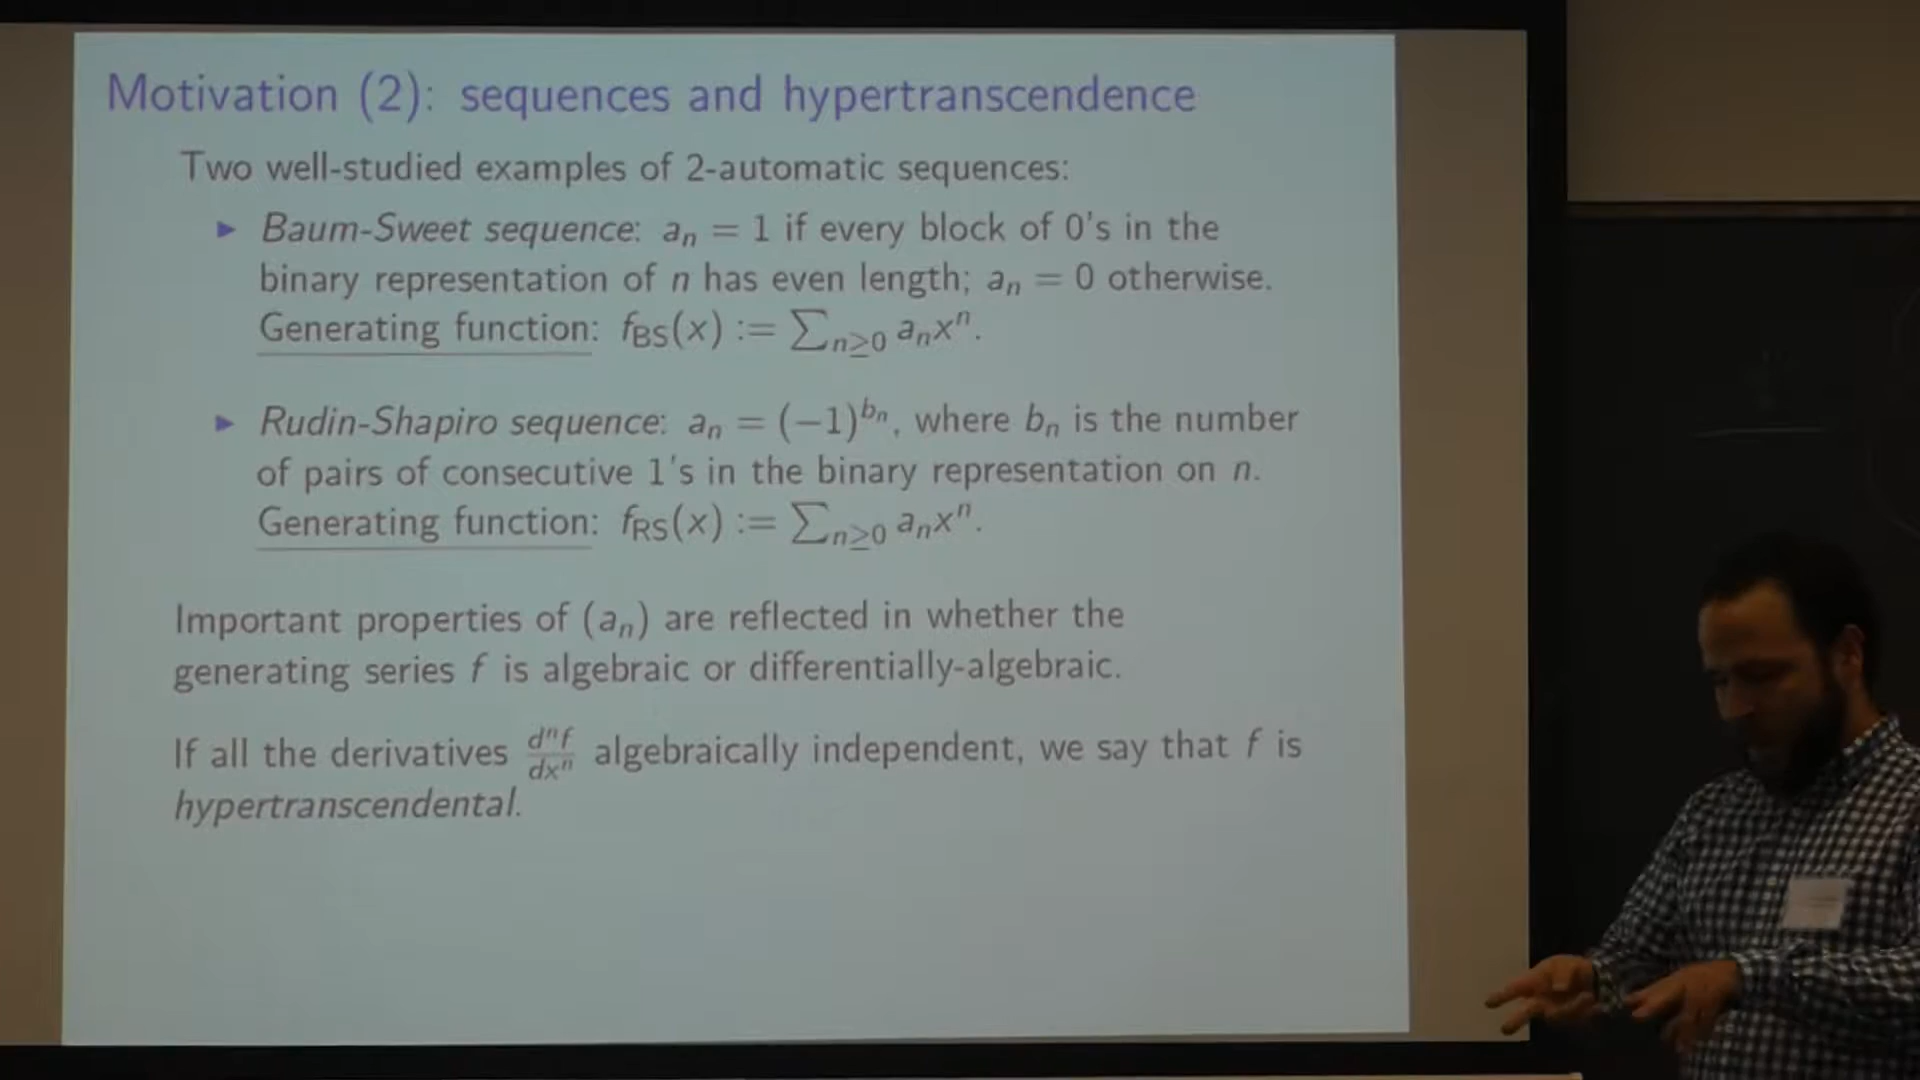 Motivation (2): sequences and hypertranscendence
Two well-studied examples of 2-automatic sequences:
▶ Baum-Sweet sequence: aₙ = 1 if every block of 0's in the
binary representation of n has even length; aₙ = 0 otherwise.
Generating function: f_BS(x) := ∑_{n≥0} aₙxⁿ.
▶ Rudin-Shapiro sequence: aₙ = (−1)^{bₙ}, where bₙ is the number
of pairs of consecutive 1's in the binary representation on n.
Generating function: f_RS(x) := ∑_{n≥0} aₙxⁿ.
Important properties of (aₙ) are reflected in whether the
generating series f is algebraic or differentially-algebraic.
If all the derivatives dⁿf/dxⁿ algebraically independent, we say that f is
hypertranscendental.